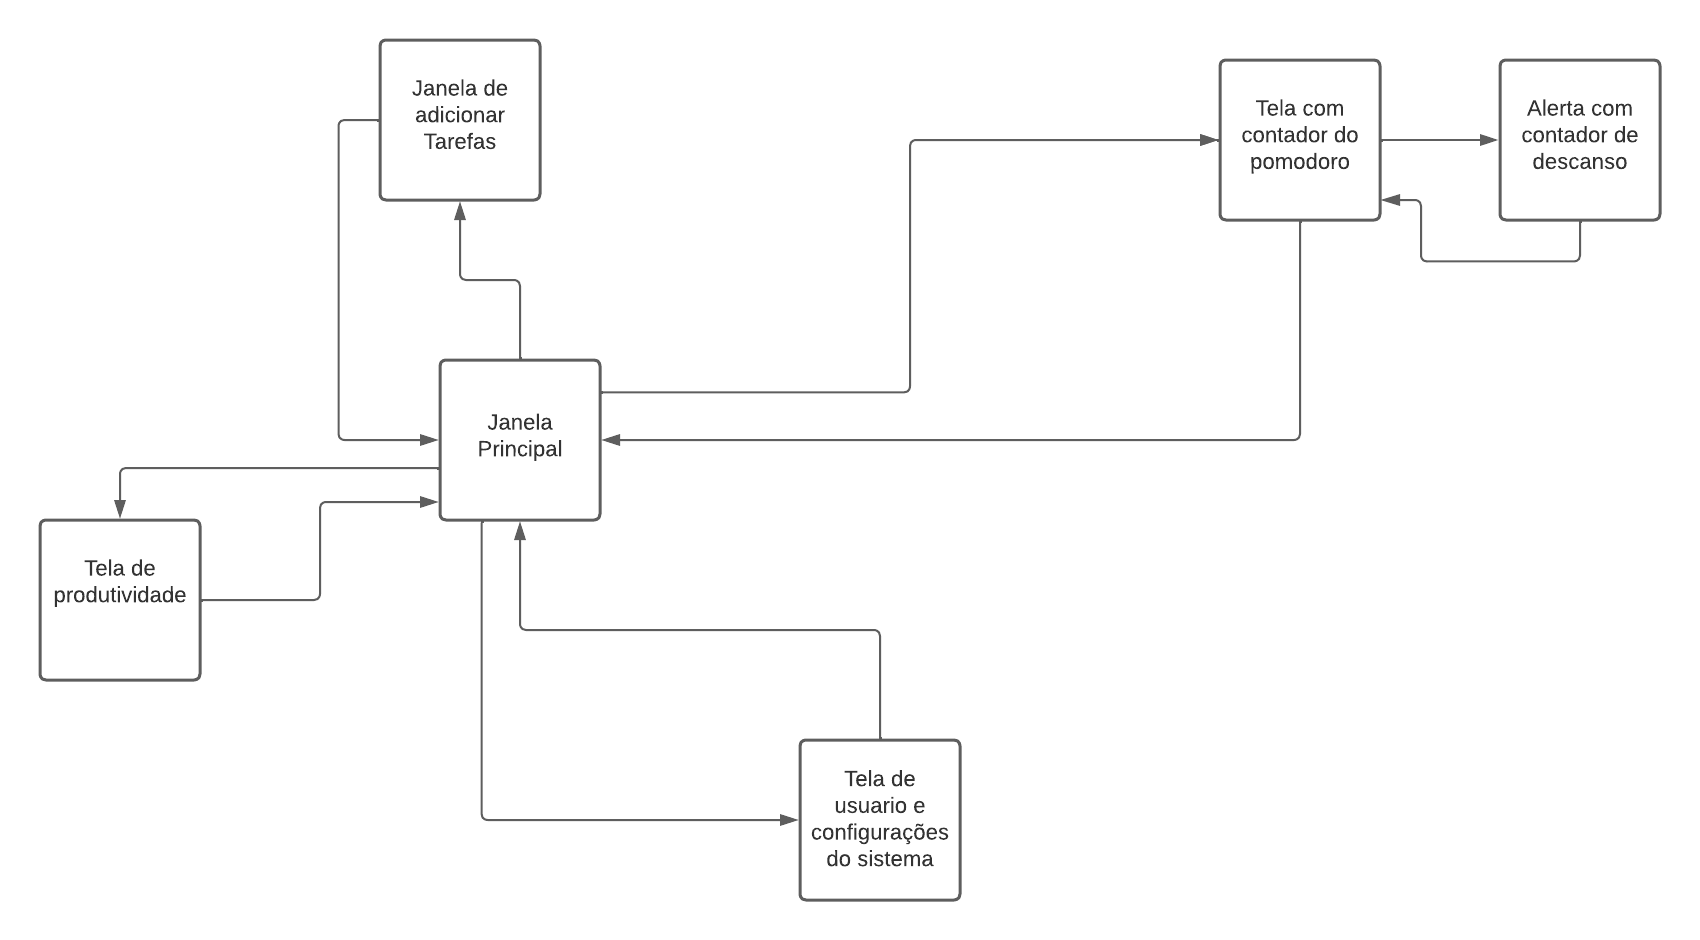 Janela de
adicionar
Tarefas
Tela com
contador do
pomodoro
Alerta com
contador de
descanso
Janela
Principal
Tela de
produtividade
Tela de
usuario e
configurações
do sistema